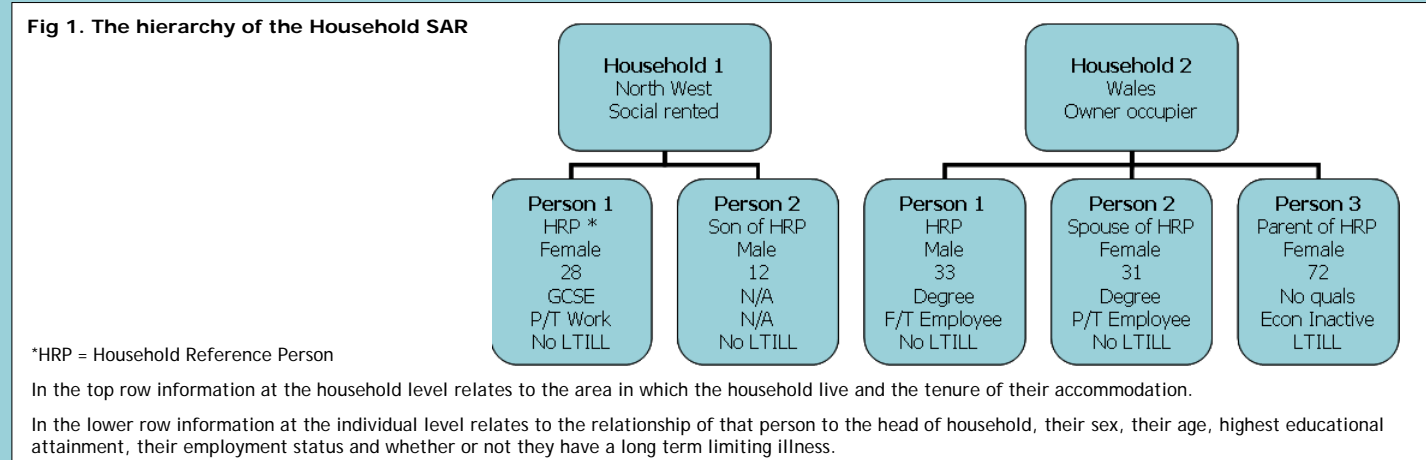 Fig 1. The hierarchy of the Household SAR
Household 1
North West
Social rented
Household 2
Wales
Owner occupier
Person 1
HRP *
Female
28
GCSE
P/T Work
No LTILL
Person 2
Son of HRP
Male
12
N/A
N/A
No LTILL
Person 1
HRP
Male
33
Degree
F/T Employee
No LTILL
Person 2
Spouse of HRP
Female
31
Degree
P/T Employee
No LTILL
Person 3
Parent of HRP
Female
72
No quals
Econ Inactive
LTILL
*HRP = Household Reference Person
In the top row information at the household level relates to the area in which the household live and the tenure of their accommodation.
In the lower row information at the individual level relates to the relationship of that person to the head of household, their sex, their age, highest educational
attainment, their employment status and whether or not they have a long term limiting illness.